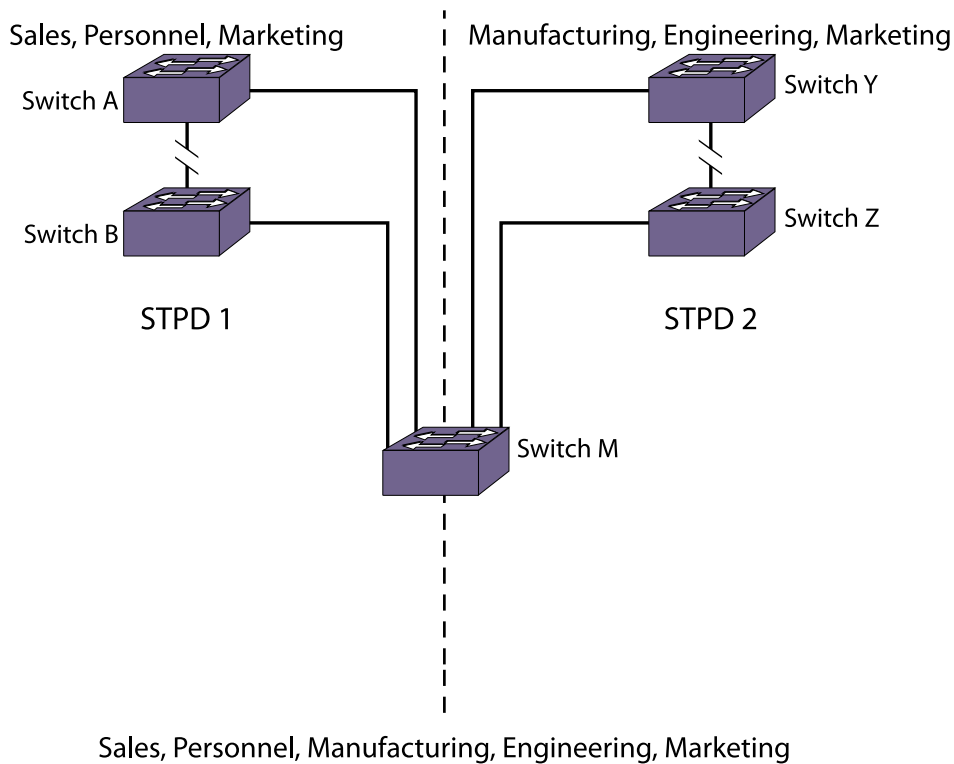 Sales, Personnel, Marketing
Manufacturing, Engineering, Marketing
Switch A
Switch Y
Switch B
Switch Z
STPD 1
STPD 2
Switch M
Sales, Personnel, Manufacturing, Engineering, Marketing